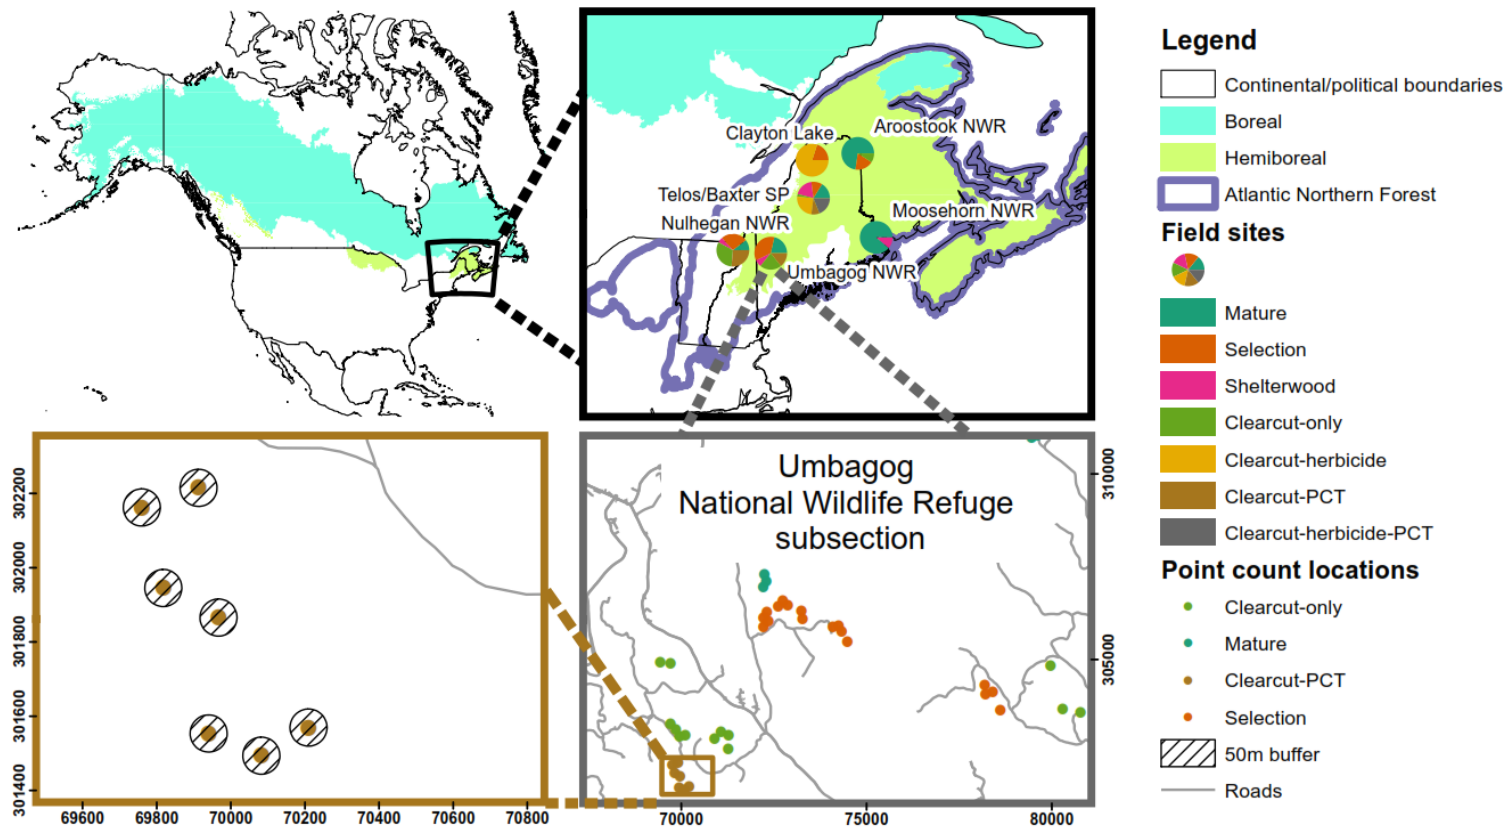 Clayton Lake
Aroostook NWR
Telos/Baxter SP
Nulhegan NWR
Moosehorn NWR
Umbagog NWR
Legend
Continental/political boundaries
Boreal
Hemiboreal
Atlantic Northern Forest
Field sites
Mature
Selection
Shelterwood
Clearcut-only
Clearcut-herbicide
Clearcut-PCT
Clearcut-herbicide-PCT
Point count locations
Clearcut-only
Mature
Clearcut-PCT
Selection
50m buffer
Roads
302200
302000
301800
301600
301400
69600 69800 70000 70200 70400 70600 70800
Umbagog
National Wildlife Refuge
subsection
310000
305000
70000 75000 80000